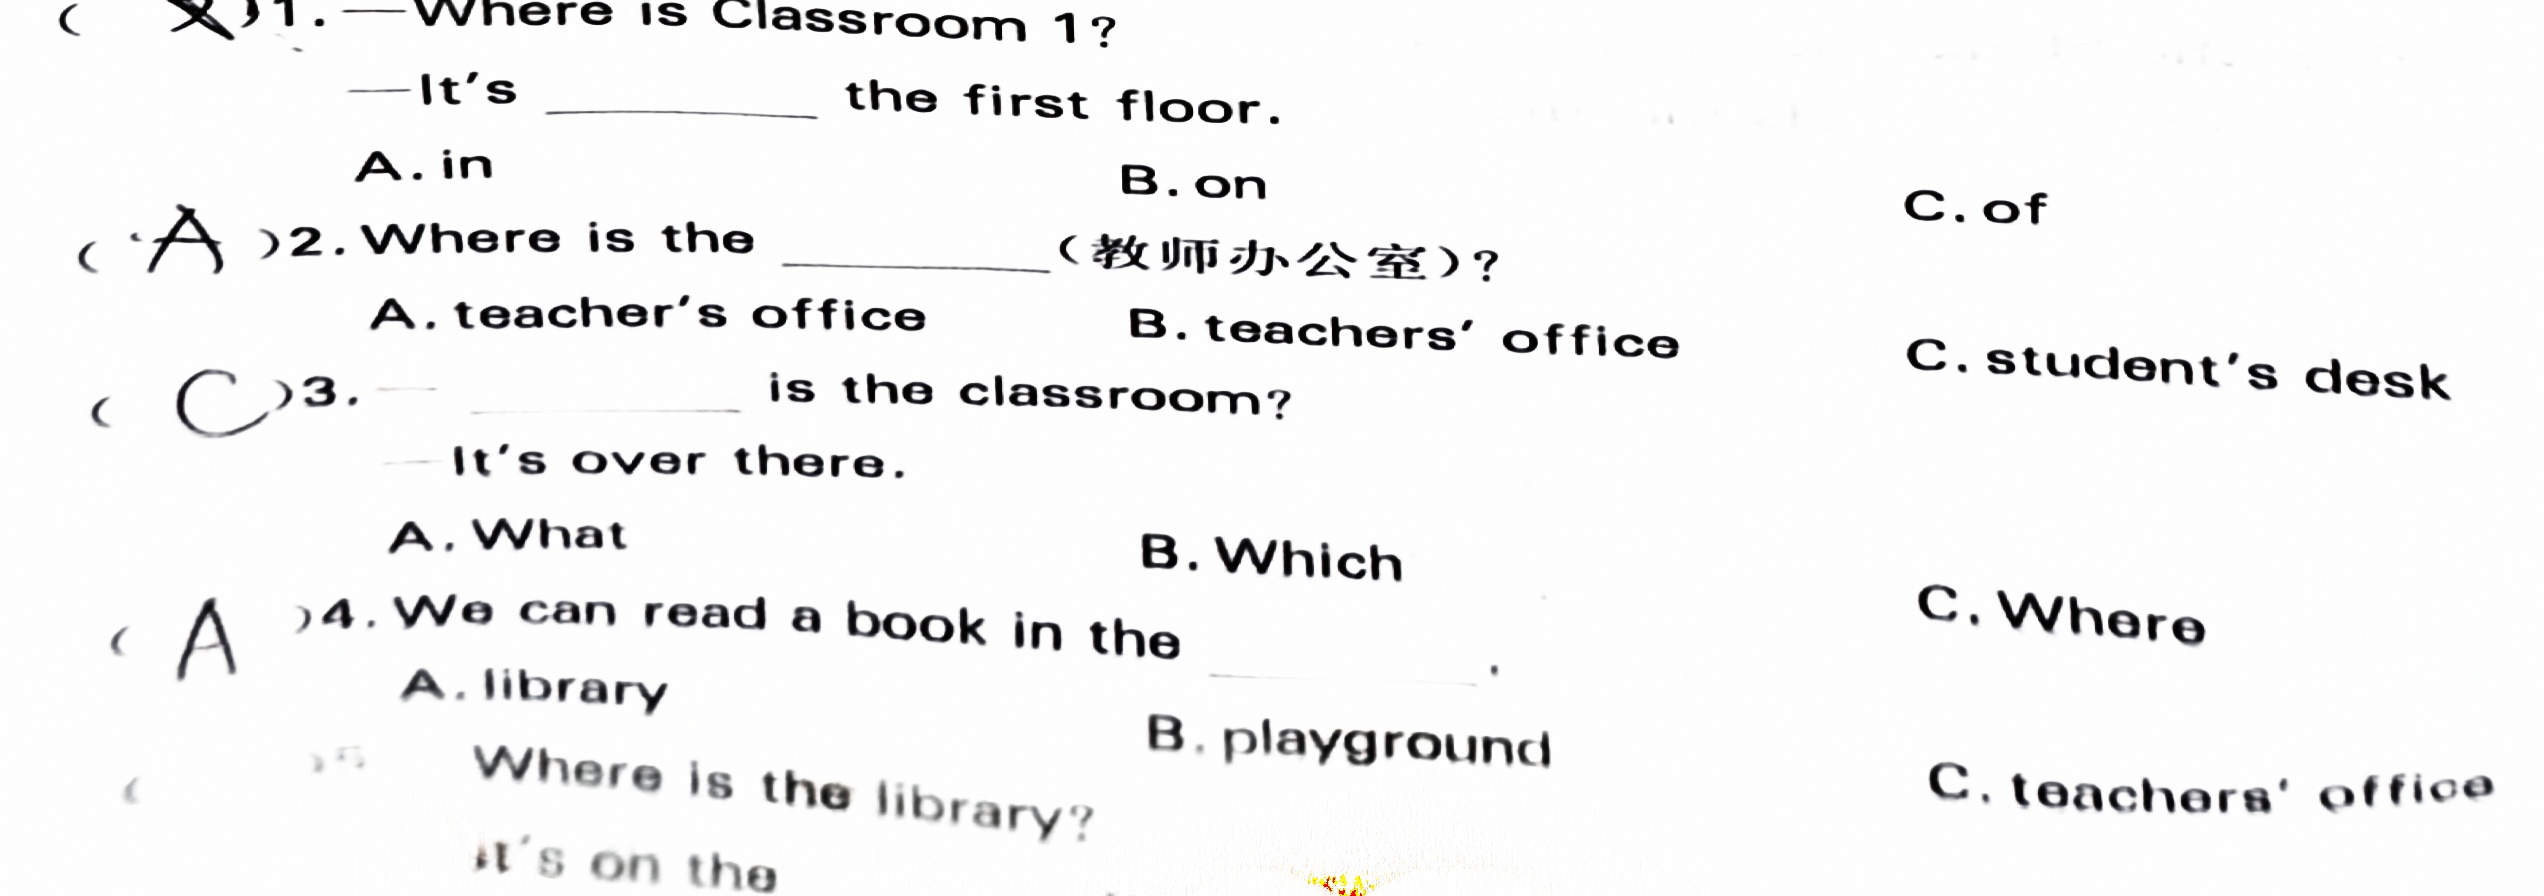 ( )1. —Where is Classroom 1?
—It's ________ the first floor.
A. in B. on C. of
( A )2. Where is the ________ (教师办公室)?
A. teacher's office B. teachers' office C. student's desk
( C )3. — ________ is the classroom?
—It's over there.
A. What B. Which C. Where
( A )4. We can read a book in the ________.
A. library B. playground C. teachers' office
( )5 Where is the library?
It's on the